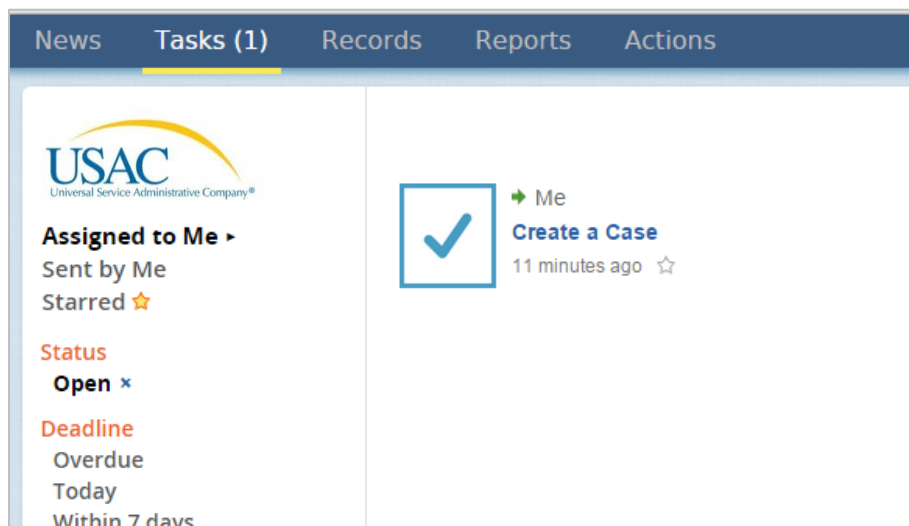 News Tasks (1) Records Reports Actions
USAC
Universal Service Administrative Company®
Assigned to Me ▸
Sent by Me
Starred
Status
Open ×
Deadline
Overdue
Today
Within 7 days
Me
Create a Case
11 minutes ago